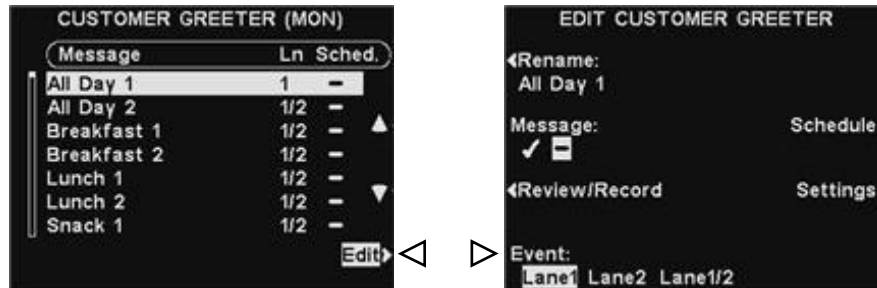 CUSTOMER GREETER (MON)
Message Ln Sched.
All Day 1 1 –
All Day 2 1/2 –
Breakfast 1 1/2 –
Breakfast 2 1/2 –
Lunch 1 1/2 –
Lunch 2 1/2 –
Snack 1 1/2 –
Edit
EDIT CUSTOMER GREETER
Rename:
All Day 1
Message: Schedule
✓ –
Review/Record Settings
Event:
Lane1 Lane2 Lane1/2